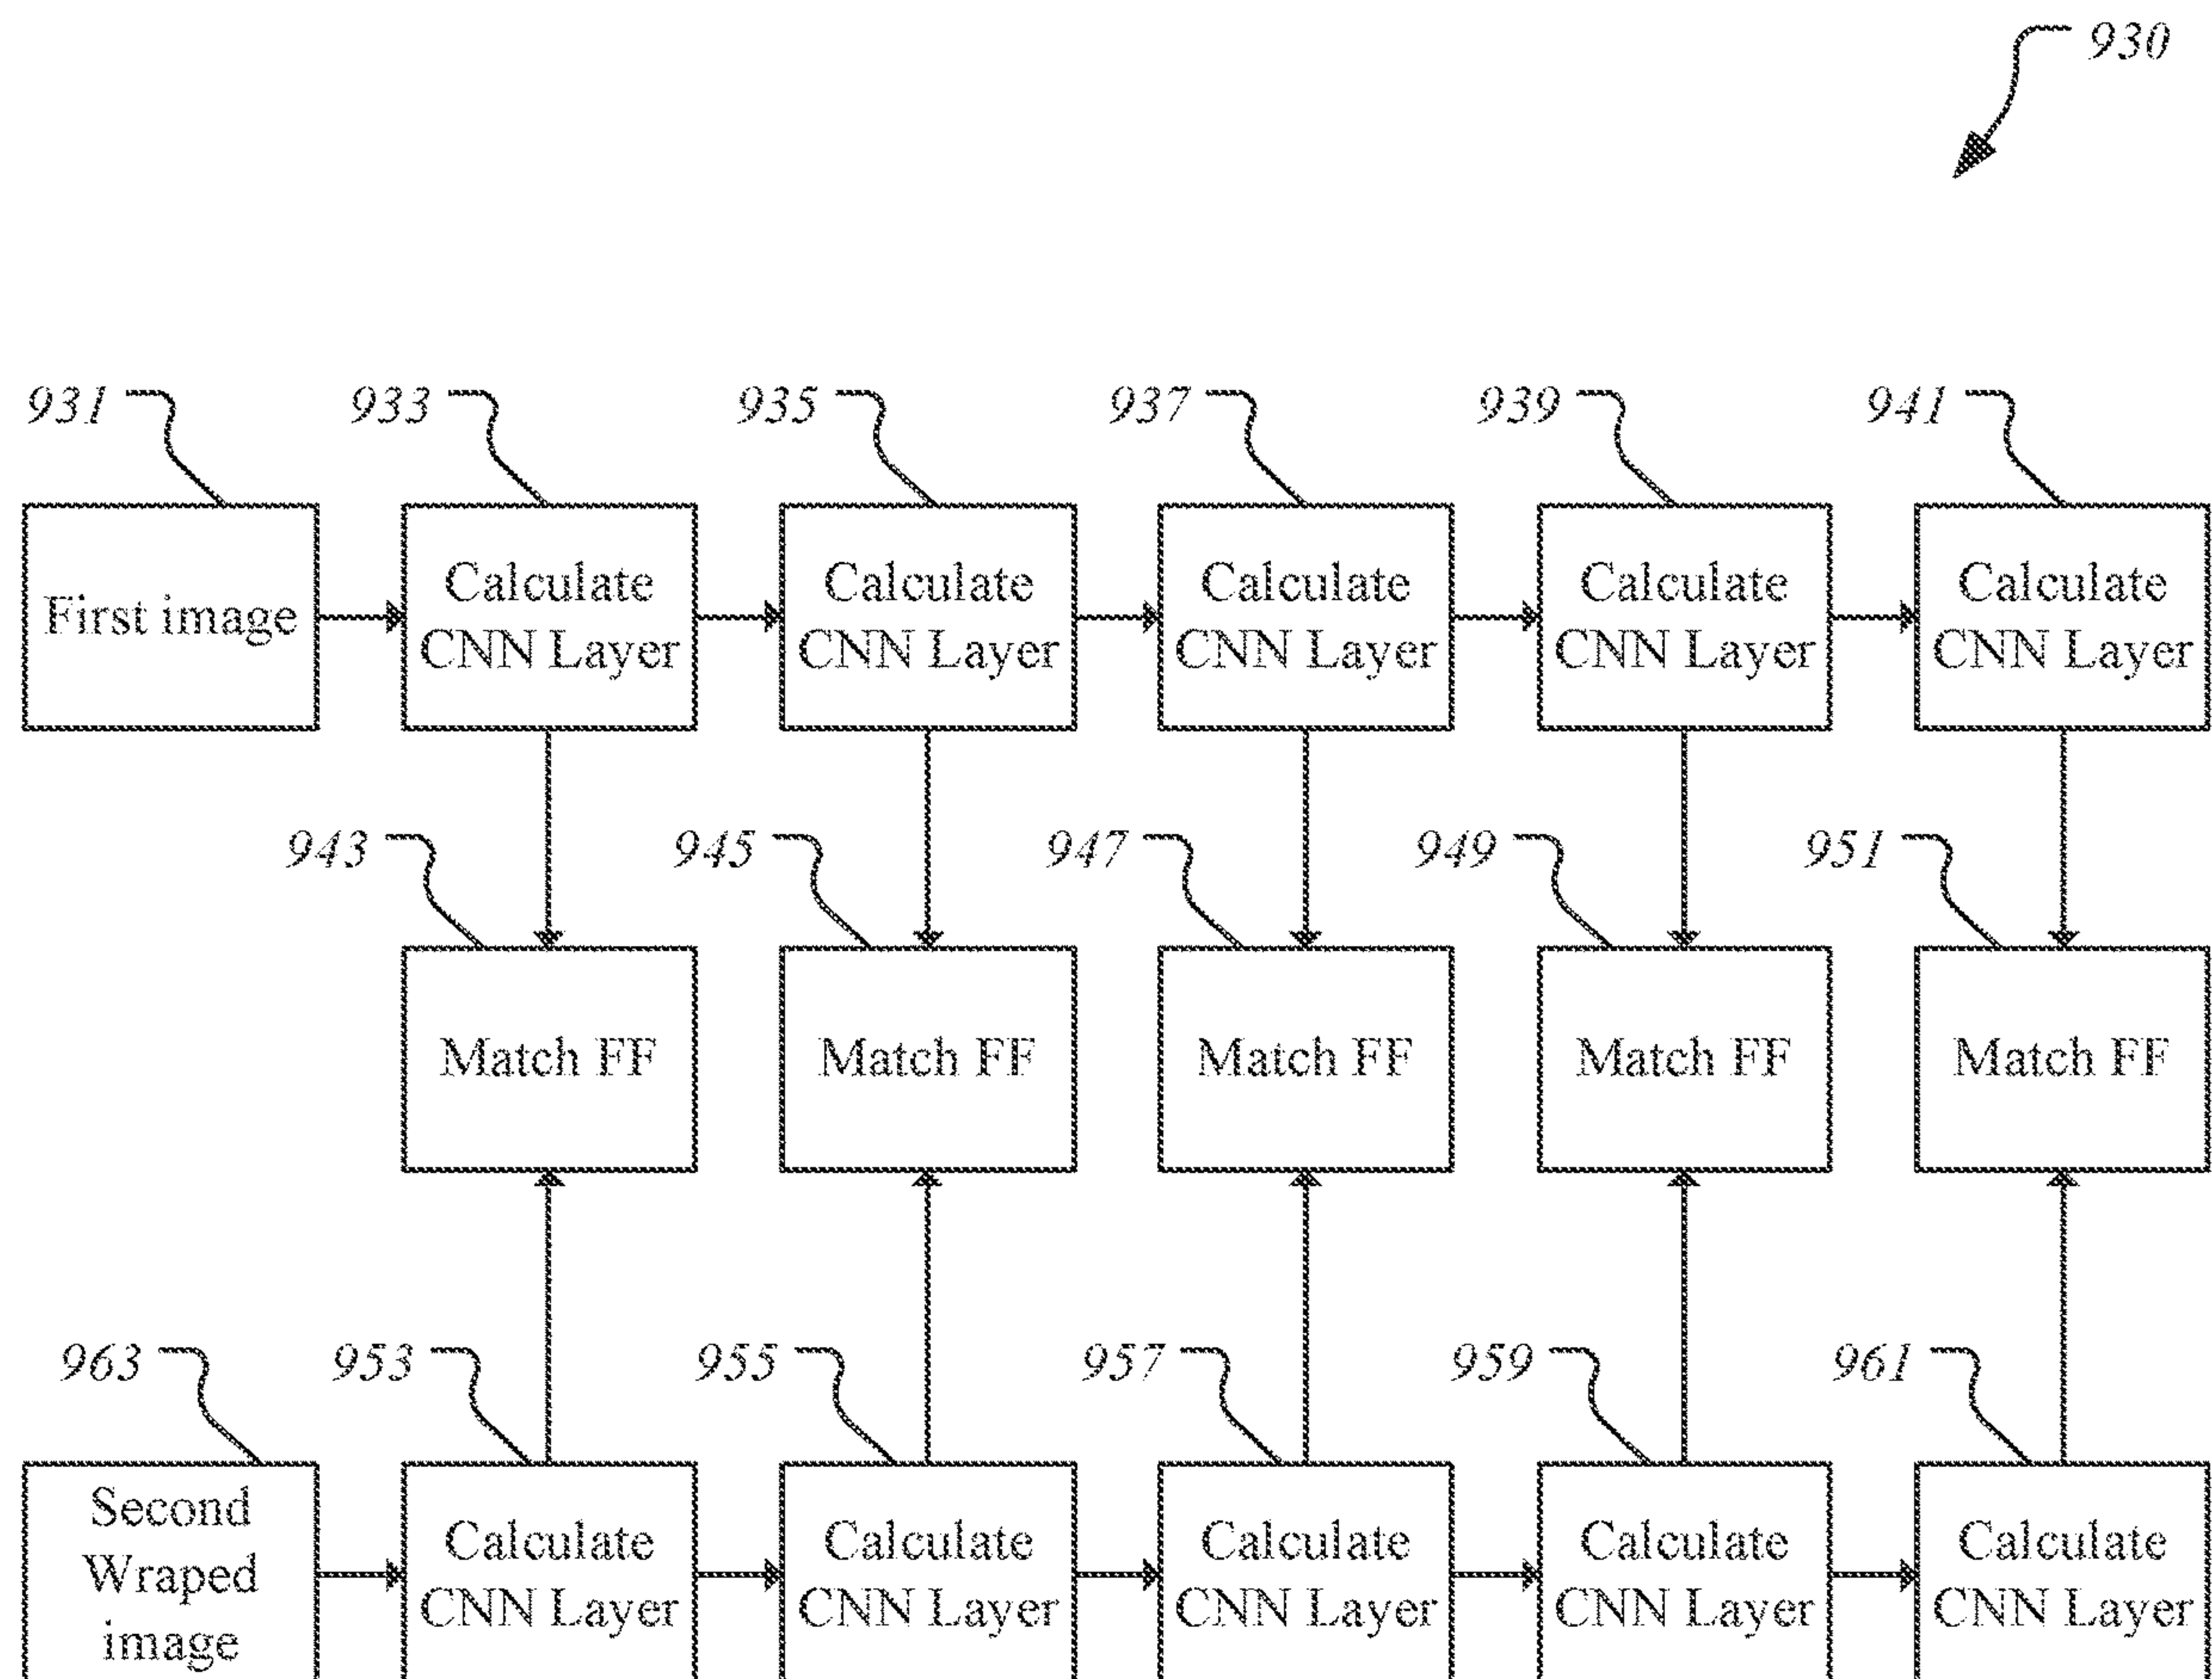 930
931
933
935
937
939
941
First image
Calculate
CNN Layer
Calculate
CNN Layer
Calculate
CNN Layer
Calculate
CNN Layer
Calculate
CNN Layer
943
945
947
949
951
Match FF
Match FF
Match FF
Match FF
Match FF
963
953
955
957
959
961
Second
Wraped
image
Calculate
CNN Layer
Calculate
CNN Layer
Calculate
CNN Layer
Calculate
CNN Layer
Calculate
CNN Layer